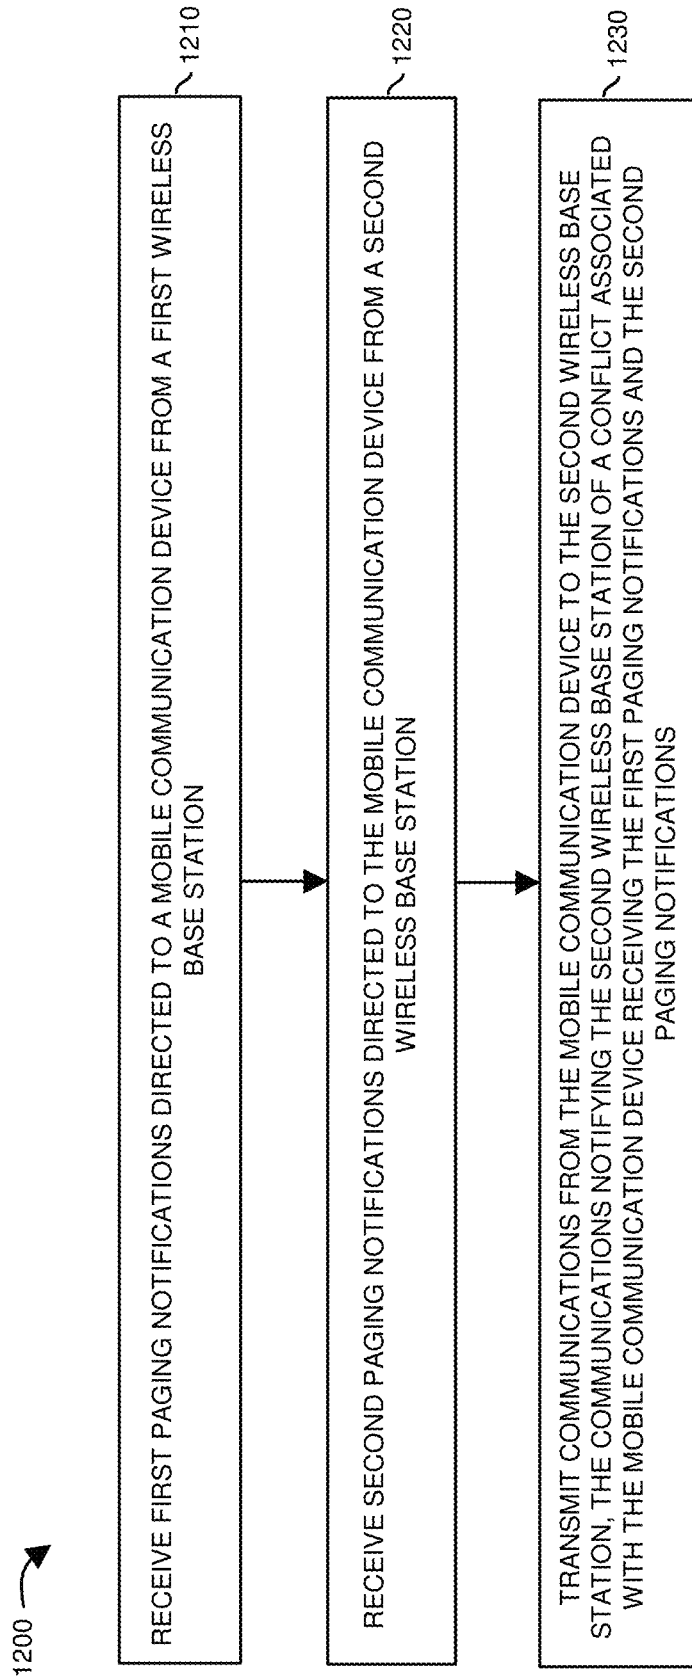 1200
RECEIVE FIRST PAGING NOTIFICATIONS DIRECTED TO A MOBILE COMMUNICATION DEVICE FROM A FIRST WIRELESS
BASE STATION
1210
RECEIVE SECOND PAGING NOTIFICATIONS DIRECTED TO THE MOBILE COMMUNICATION DEVICE FROM A SECOND
WIRELESS BASE STATION
1220
TRANSMIT COMMUNICATIONS FROM THE MOBILE COMMUNICATION DEVICE TO THE SECOND WIRELESS BASE
STATION, THE COMMUNICATIONS NOTIFYING THE SECOND WIRELESS BASE STATION OF A CONFLICT ASSOCIATED
WITH THE MOBILE COMMUNICATION DEVICE RECEIVING THE FIRST PAGING NOTIFICATIONS AND THE SECOND
PAGING NOTIFICATIONS
1230